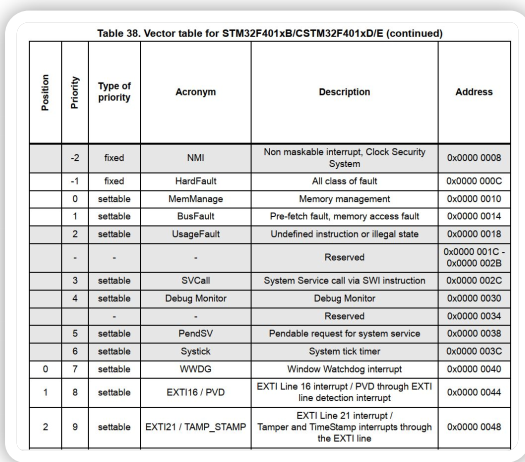 Table 38. Vector table for STM32F401xB/CSTM32F401xD/E (continued)
Position Priority Type of priority Acronym Description Address
-2 fixed NMI Non maskable interrupt, Clock Security System 0x0000 0008
-1 fixed HardFault All class of fault 0x0000 000C
0 settable MemManage Memory management 0x0000 0010
1 settable BusFault Pre-fetch fault, memory access fault 0x0000 0014
2 settable UsageFault Undefined instruction or illegal state 0x0000 0018
- - - Reserved 0x0000 001C - 0x0000 002B
3 settable SVCall System Service call via SWI instruction 0x0000 002C
4 settable Debug Monitor Debug Monitor 0x0000 0030
- - Reserved 0x0000 0034
5 settable PendSV Pendable request for system service 0x0000 0038
6 settable Systick System tick timer 0x0000 003C
0 7 settable WWDG Window Watchdog interrupt 0x0000 0040
1 8 settable EXTI16 / PVD EXTI Line 16 interrupt / PVD through EXTI line detection interrupt 0x0000 0044
2 9 settable EXTI21 / TAMP_STAMP EXTI Line 21 interrupt / Tamper and TimeStamp interrupts through the EXTI line 0x0000 0048